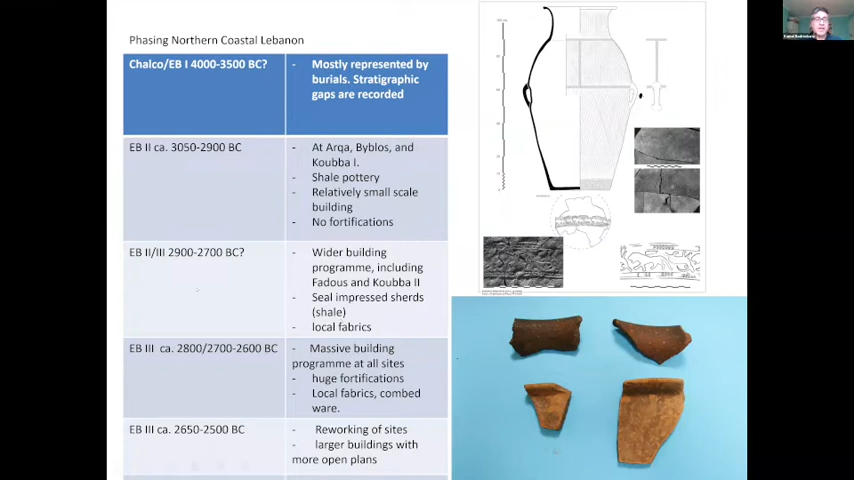 Phasing Northern Coastal Lebanon
Chalco/EB I 4000-3500 BC?
- Mostly represented by
burials. Stratigraphic
gaps are recorded
EB II ca. 3050-2900 BC
- At Arqa, Byblos, and
Koubba I.
- Shale pottery
- Relatively small scale
building
- No fortifications
EB II/III 2900-2700 BC?
- Wider building
programme, including
Fadous and Koubba II
- Seal impressed sherds
(shale)
- local fabrics
EB III ca. 2800/2700-2600 BC
- Massive building
programme at all sites
- huge fortifications
- Local fabrics, combed
ware.
EB III ca. 2650-2500 BC
- Reworking of sites
- larger buildings with
more open plans